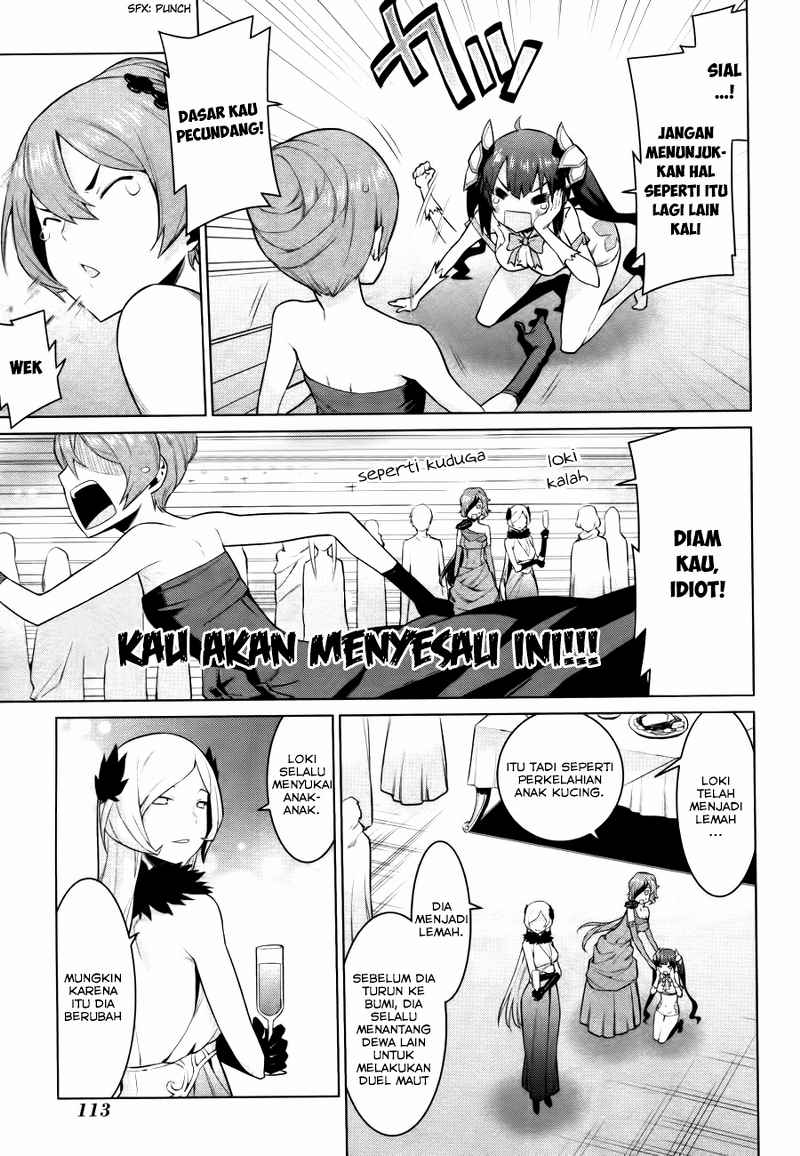 SFX: PUNCH
SIAL
...!
JANGAN
MENUNJUK-
KAN HAL
SEPERTI ITU
LAGI LAIN
KALI
DASAR KAU
PECUNDANG!
WEK
DIAM
KAU,
IDIOT!
loki
kalah
seperti kuduga
KAU AKAN MENYESALI INI!!!
LOKI
TELAH
MENJADI
LEMAH
...
ITU TADI SEPERTI
PERKELAHIAN
ANAK KUCING.
DIA
MENJADI
LEMAH.
SEBELUM DIA
TURUN KE
BUMI, DIA
SELALU
MENANTANG
DEWA LAIN
UNTUK
MELAKUKAN
DUEL MAUT
LOKI
SELALU
MENYUKAI
ANAK-
ANAK.
MUNGKIN
KARENA
ITU DIA
BERUBAH
113